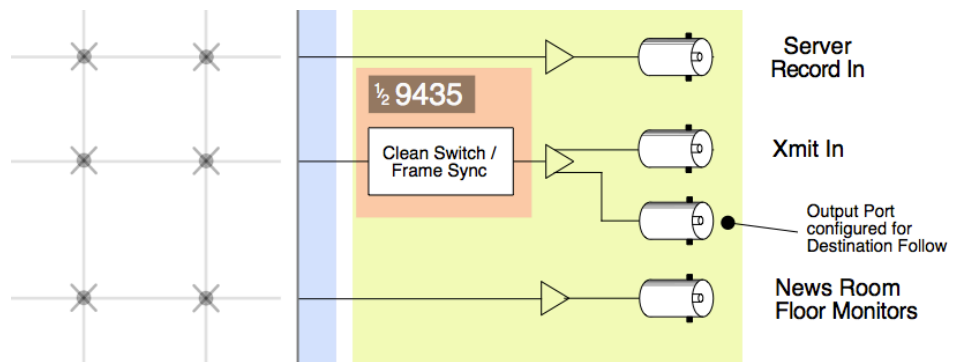 Server
Record In
½ 9435
Clean Switch /
Frame Sync
Xmit In
Output Port
configured for
Destination Follow
News Room
Floor Monitors